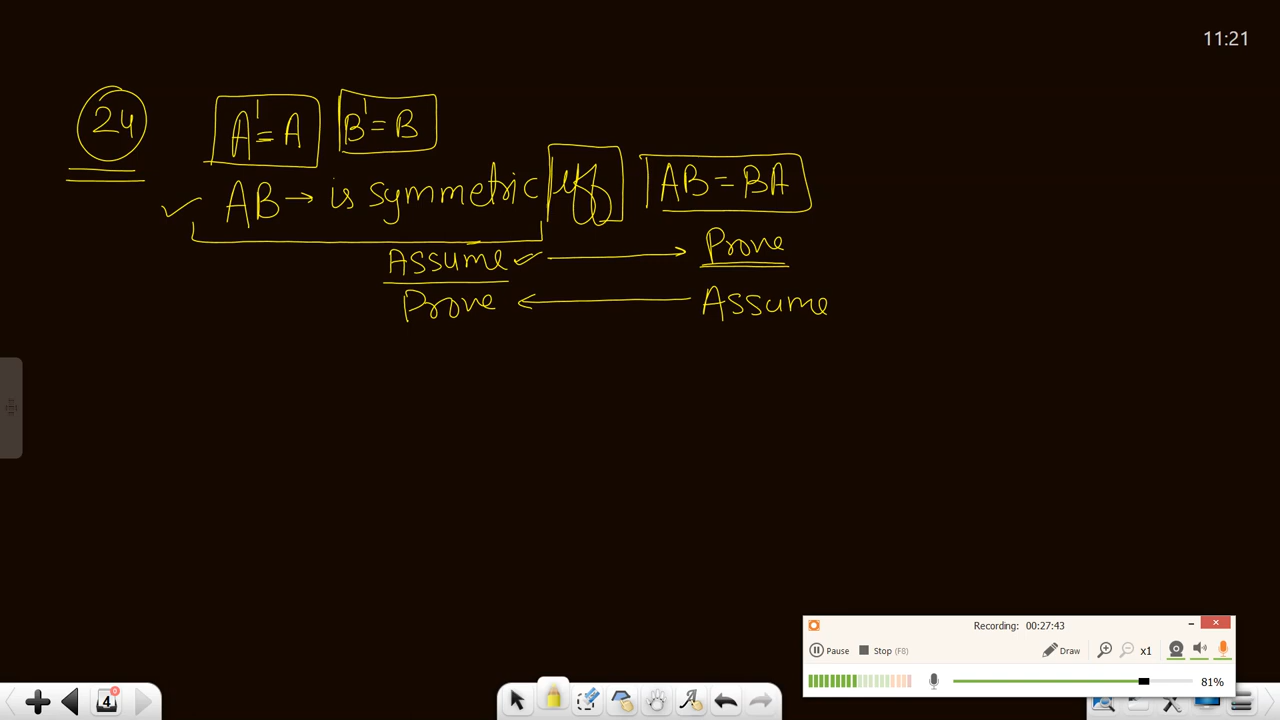 11:21
24 A'=A B'=B
AB→ is symmetric iff AB=BA
Assume ✓ → Prove
Prove ← Assume
Recording: 00:27:43
Pause Stop (F8) Draw x1
81%
4 0